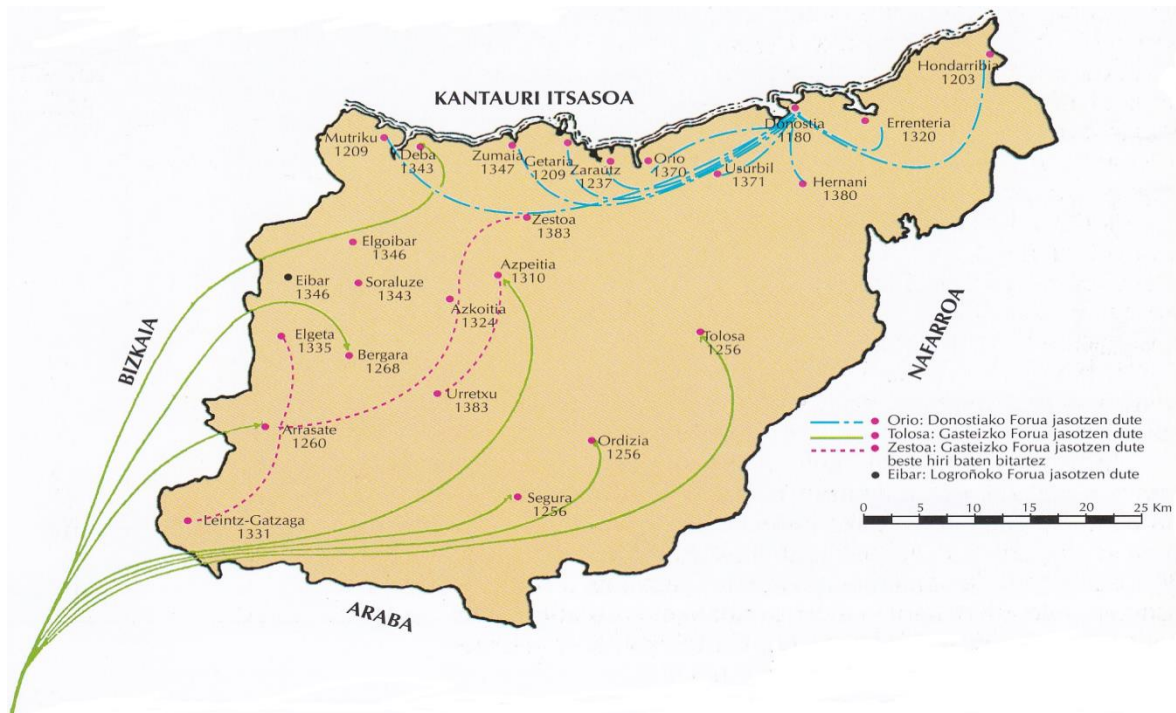 KANTAURI ITSASOA
Hondarribia
1203
Donostia
1180
Errenteria
1320
Mutriku
1209
Deba
1343
Zumaia
1347
Getaria
1209
Zarautz
1237
Orio
1370
Usurbil
1371
Hernani
1380
Zestoa
1383
Elgoibar
1346
Azpeitia
1310
Eibar
1346
Soraluze
1343
Azkoitia
1324
Elgeta
1335
Bergara
1268
Tolosa
1256
BIZKAIA
NAFARROA
Urretxu
1383
Arrasate
1260
Ordizia
1256
Segura
1256
Leintz-Gatzaga
1331
ARABA
Orio: Donostiako Forua jasotzen dute
Tolosa: Gasteizko Forua jasotzen dute
Zestoa: Gasteizko Forua jasotzen dute
beste hiri baten bitartez
Eibar: Logroñoko Forua jasotzen dute
0 5 10 15 20 25 Km